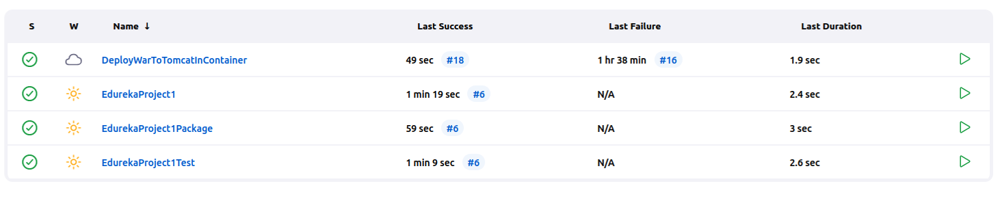 S W Name ↓ Last Success Last Failure Last Duration
DeployWarToTomcatInContainer 49 sec #18 1 hr 38 min #16 1.9 sec
EdurekaProject1 1 min 19 sec #6 N/A 2.4 sec
EdurekaProject1Package 59 sec #6 N/A 3 sec
EdurekaProject1Test 1 min 9 sec #6 N/A 2.6 sec